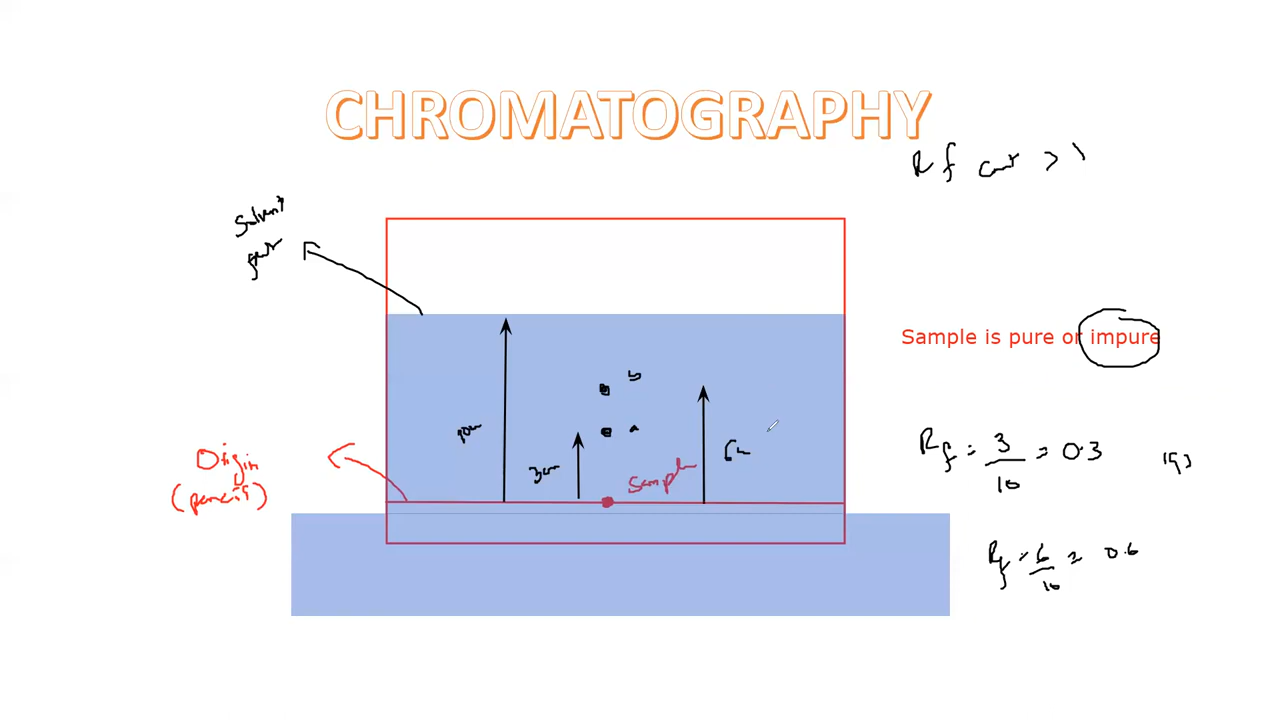 CHROMATOGRAPHY
Rf can't > 1
Solvent
front
Sample is pure or impure
b
10cm
a
Rf = 3/10 = 0.3
(a)
Origin
(pencil)
3cm
Sample
6cm
Rf = 6/10 = 0.6